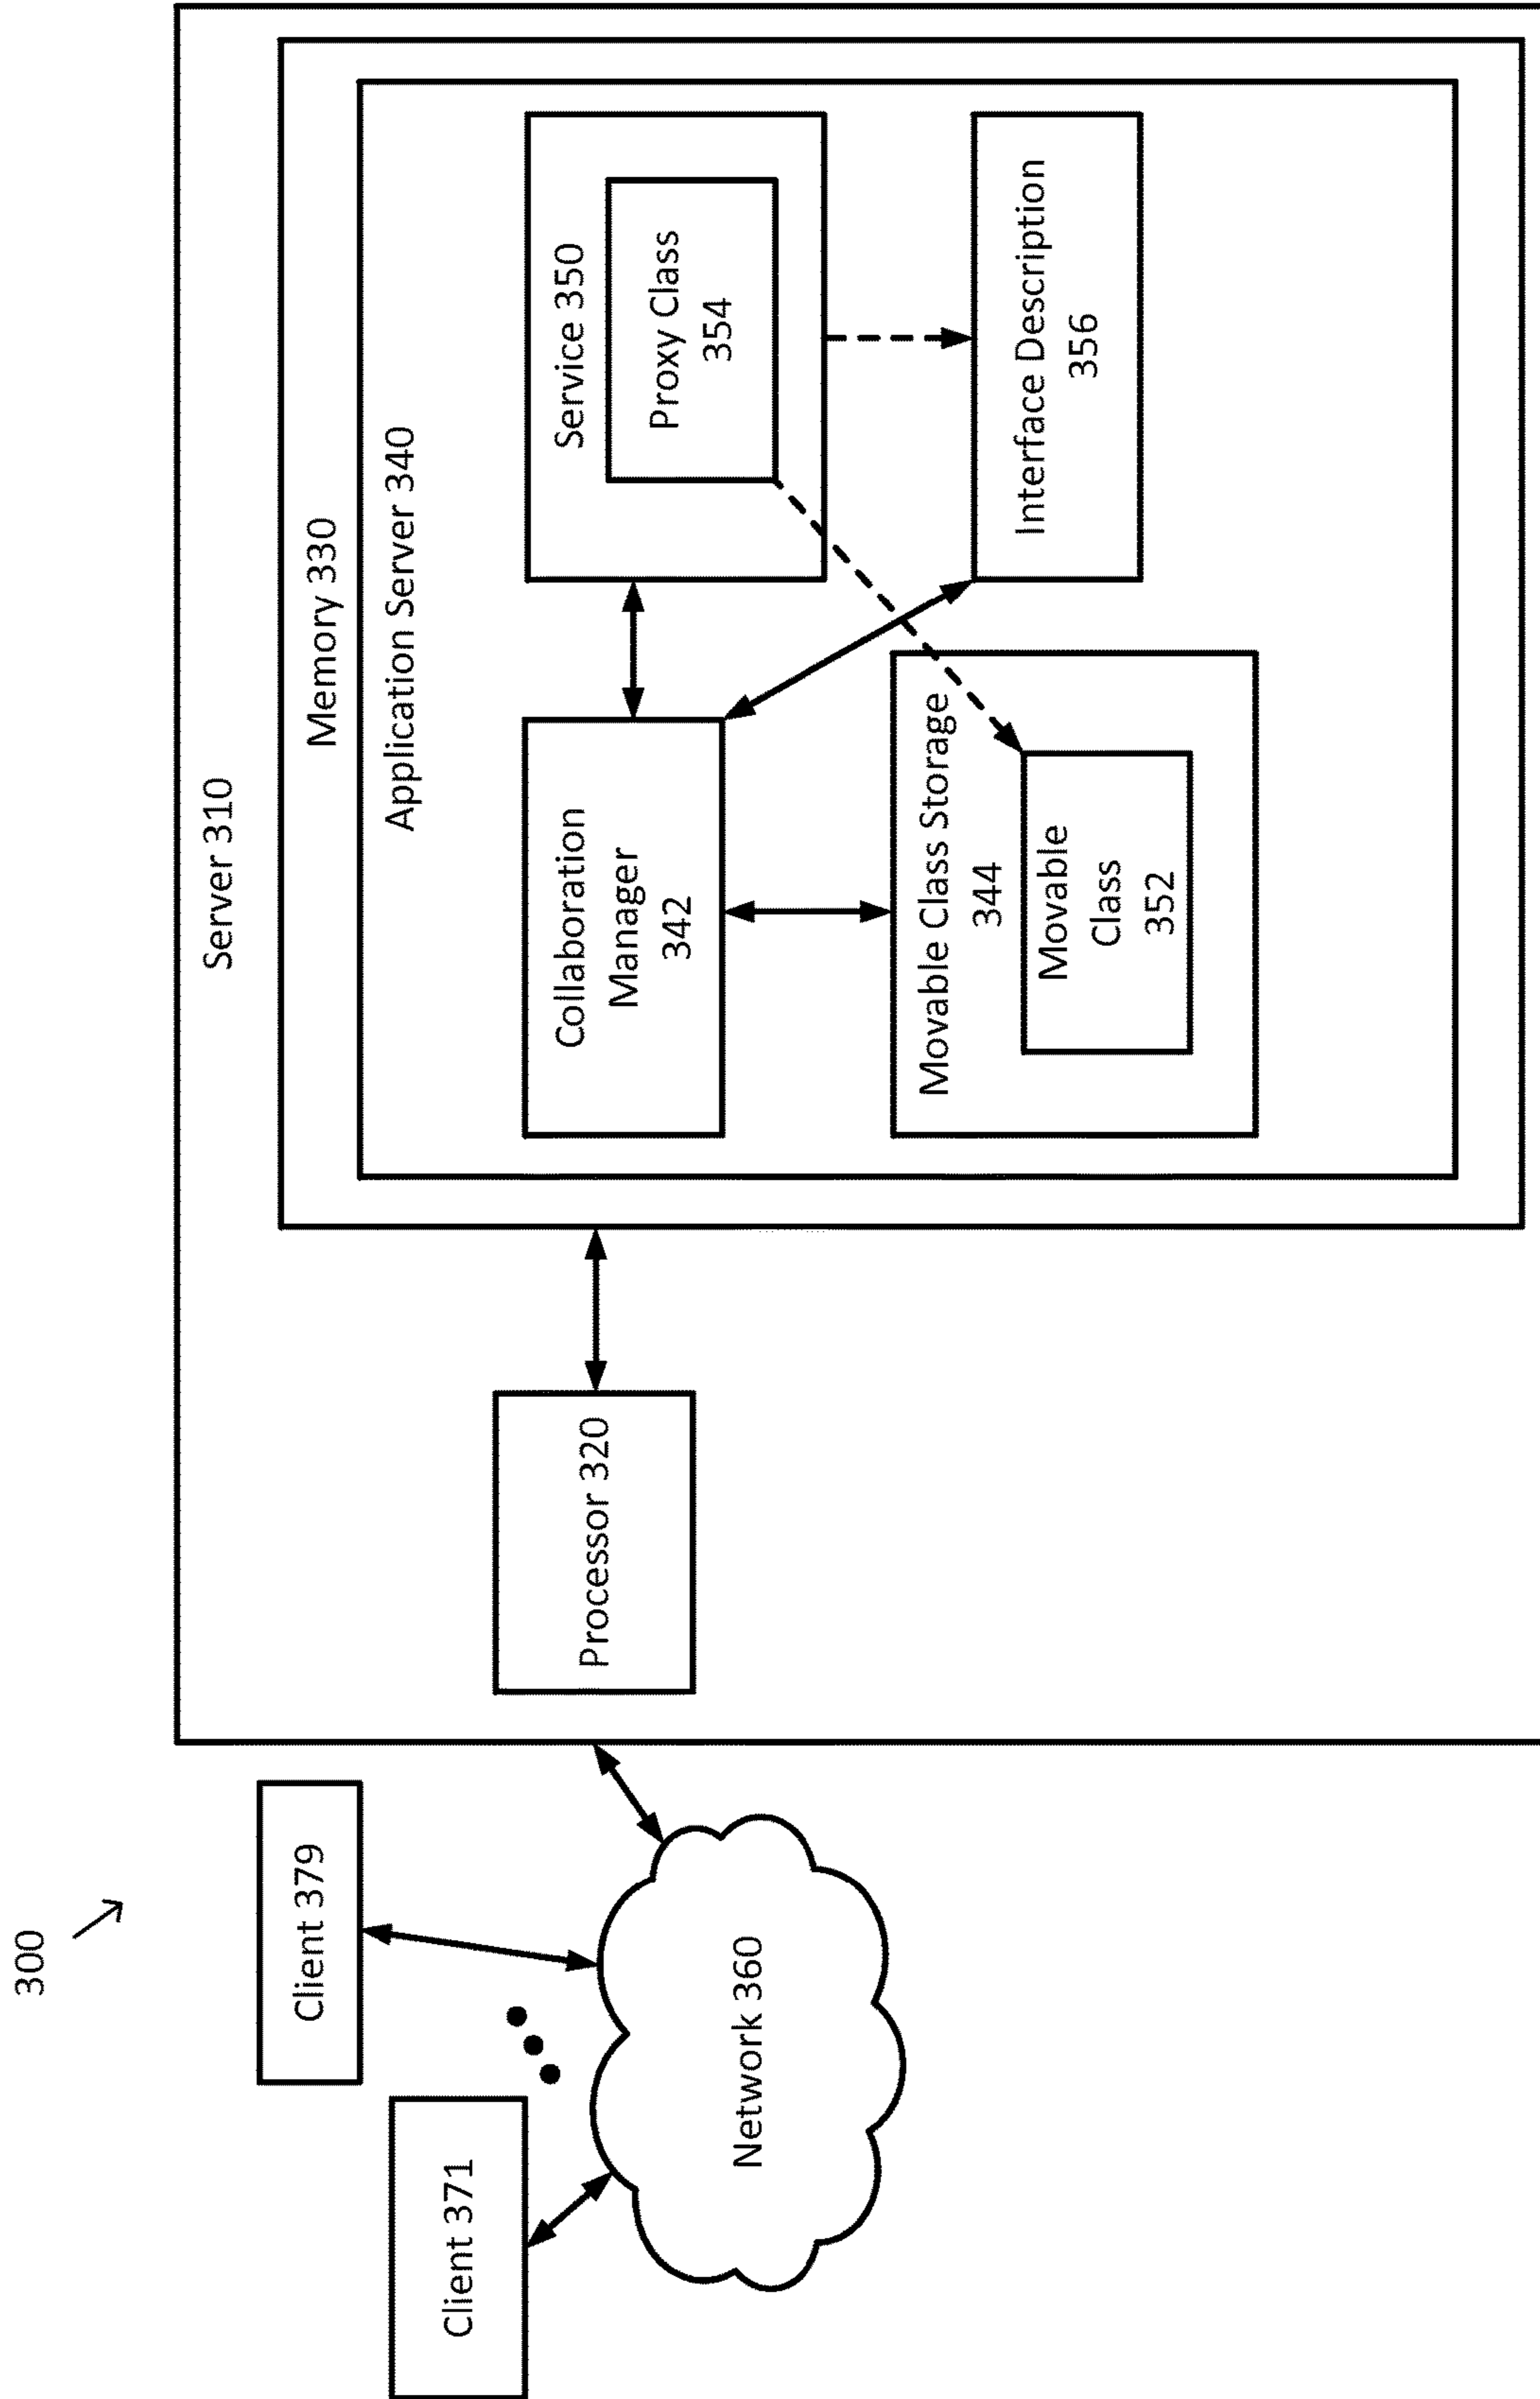 300
Client 371
Client 379
Network 360
Server 310
Processor 320
Memory 330
Application Server 340
Collaboration
Manager
342
Service 350
Proxy Class
354
Movable Class Storage
344
Movable
Class
352
Interface Description
356